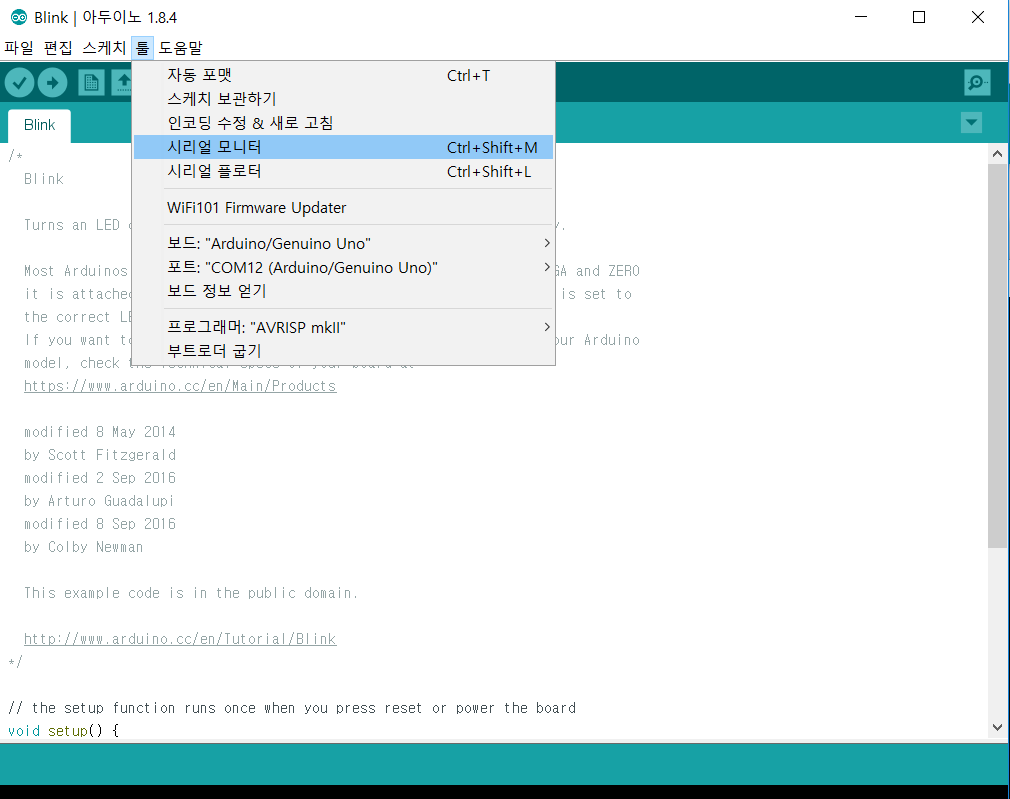 Blink | 아두이노 1.8.4
파일 편집 스케치 툴 도움말
자동 포맷 Ctrl+T
스케치 보관하기
인코딩 수정 & 새로 고침
시리얼 모니터 Ctrl+Shift+M
시리얼 플로터 Ctrl+Shift+L
WiFi101 Firmware Updater
보드: "Arduino/Genuino Uno"
포트: "COM12 (Arduino/Genuino Uno)"
보드 정보 얻기
프로그래머: "AVRISP mkII"
부트로더 굽기
Blink
/*
Blink
Turns an LED
Most Arduinos GA and ZERO
it is attache is set to
the correct
If you want Arduino
model, check
https://www.arduino.cc/en/Main/Products
modified 8 May 2014
by Scott Fitzgerald
modified 2 Sep 2016
by Arturo Guadalupi
modified 8 Sep 2016
by Colby Newman
This example code is in the public domain.
http://www.arduino.cc/en/Tutorial/Blink
*/
// the setup function runs once when you press reset or power the board
void setup() {